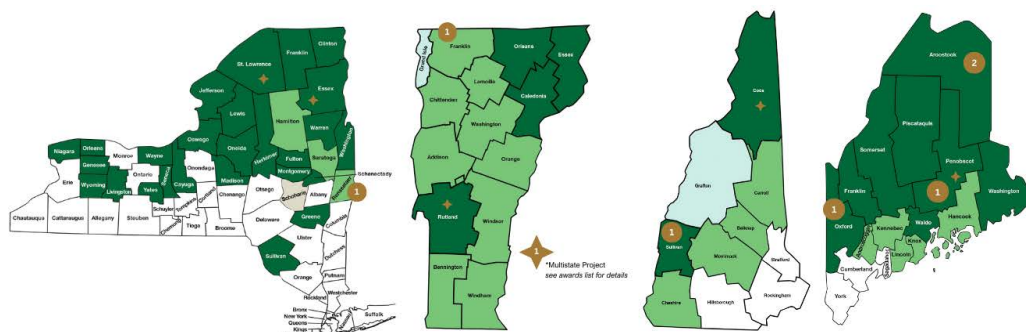 Clinton
Franklin
St. Lawrence
Essex
Jefferson
Lewis
Hamilton
Warren
Washington
Oswego
Oneida
Herkimer
Fulton
Saratoga
Montgomery
Schenectady
Niagara
Orleans
Monroe
Wayne
Genesee
Ontario
Onondaga
Madison
Erie
Wyoming
Livingston
Yates
Cayuga
Otsego
Schoharie
Albany
1
Cortland
Chenango
Schuyler
Chautauqua
Cattaraugus
Allegany
Steuben
Tioga
Broome
Delaware
Greene
Columbia
Ulster
Sullivan
Dutchess
Orange
Putnam
Rockland
Westchester
Bronx
New York
Queens
Kings
Suffolk
1
Grand Isle
Franklin
Orleans
Essex
Lamoille
Caledonia
Chittenden
Washington
Addison
Orange
Rutland
Windsor
Bennington
Windham
1
*Multistate Project
see awards list for details
Coos
Grafton
Carroll
1
Sullivan
Belknap
Merrimack
Strafford
Cheshire
Hillsborough
Rockingham
Aroostook
2
Piscataquis
Somerset
Penobscot
Franklin
1
1
Washington
Oxford
Hancock
Waldo
Kennebec
Knox
Lincoln
Cumberland
York